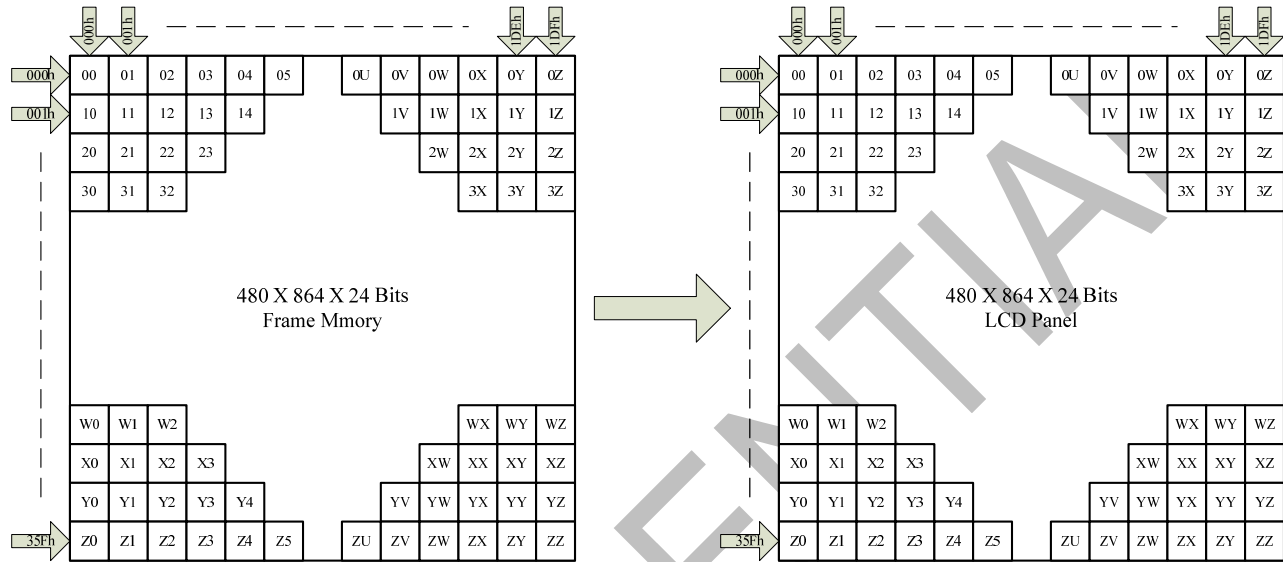 000h 001h 1DEh 1DFh 000h 001h 1DEh 1DFh
000h 00 01 02 03 04 05 0U 0V 0W 0X 0Y 0Z 000h 00 01 02 03 04 05 0U 0V 0W 0X 0Y 0Z
001h 10 11 12 13 14 1V 1W 1X 1Y 1Z 001h 10 11 12 13 14 1V 1W 1X 1Y 1Z
20 21 22 23 2W 2X 2Y 2Z 20 21 22 23 2W 2X 2Y 2Z
30 31 32 3X 3Y 3Z 30 31 32 3X 3Y 3Z
480 X 864 X 24 Bits 480 X 864 X 24 Bits
Frame Mmory LCD Panel
W0 W1 W2 WX WY WZ W0 W1 W2 WX WY WZ
X0 X1 X2 X3 XW XX XY XZ X0 X1 X2 X3 XW XX XY XZ
Y0 Y1 Y2 Y3 Y4 YV YW YX YY YZ Y0 Y1 Y2 Y3 Y4 YV YW YX YY YZ
35Fh Z0 Z1 Z2 Z3 Z4 Z5 ZU ZV ZW ZX ZY ZZ 35Fh Z0 Z1 Z2 Z3 Z4 Z5 ZU ZV ZW ZX ZY ZZ
ENTIA